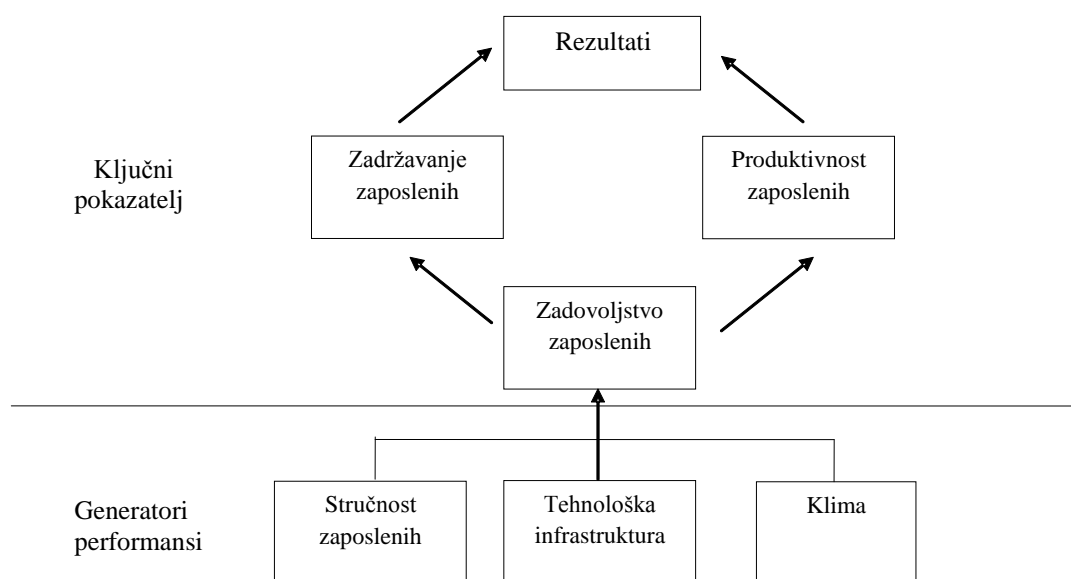 Rezultati
Ključni
pokazatelj
Zadržavanje
zaposlenih
Produktivnost
zaposlenih
Zadovoljstvo
zaposlenih
Generatori
performansi
Stručnost
zaposlenih
Tehnološka
infrastruktura
Klima